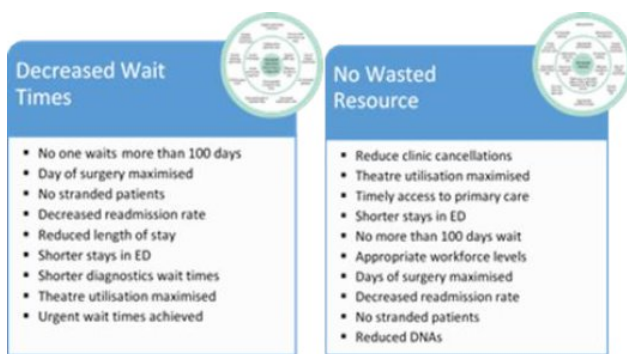 Decreased Wait
Times
No one waits more than 100 days
Day of surgery maximised
No stranded patients
Decreased readmission rate
Reduced length of stay
Shorter stays in ED
Shorter diagnostics wait times
Theatre utilisation maximised
Urgent wait times achieved
No Wasted
Resource
Reduce clinic cancellations
Theatre utilisation maximised
Timely access to primary care
Shorter stays in ED
No more than 100 days wait
Appropriate workforce levels
Days of surgery maximised
Decreased readmission rate
No stranded patients
Reduced DNAs